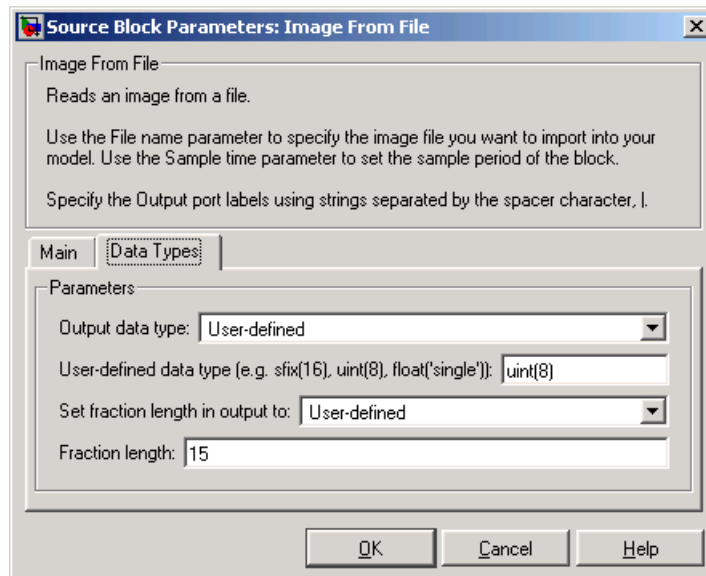 Source Block Parameters: Image From File
Image From File
Reads an image from a file.
Use the File name parameter to specify the image file you want to import into your
model. Use the Sample time parameter to set the sample period of the block.
Specify the Output port labels using strings separated by the spacer character, |.
Main Data Types
Parameters
Output data type: User-defined
User-defined data type (e.g. sfix(16), uint(8), float('single')): uint(8)
Set fraction length in output to: User-defined
Fraction length: 15
OK Cancel Help